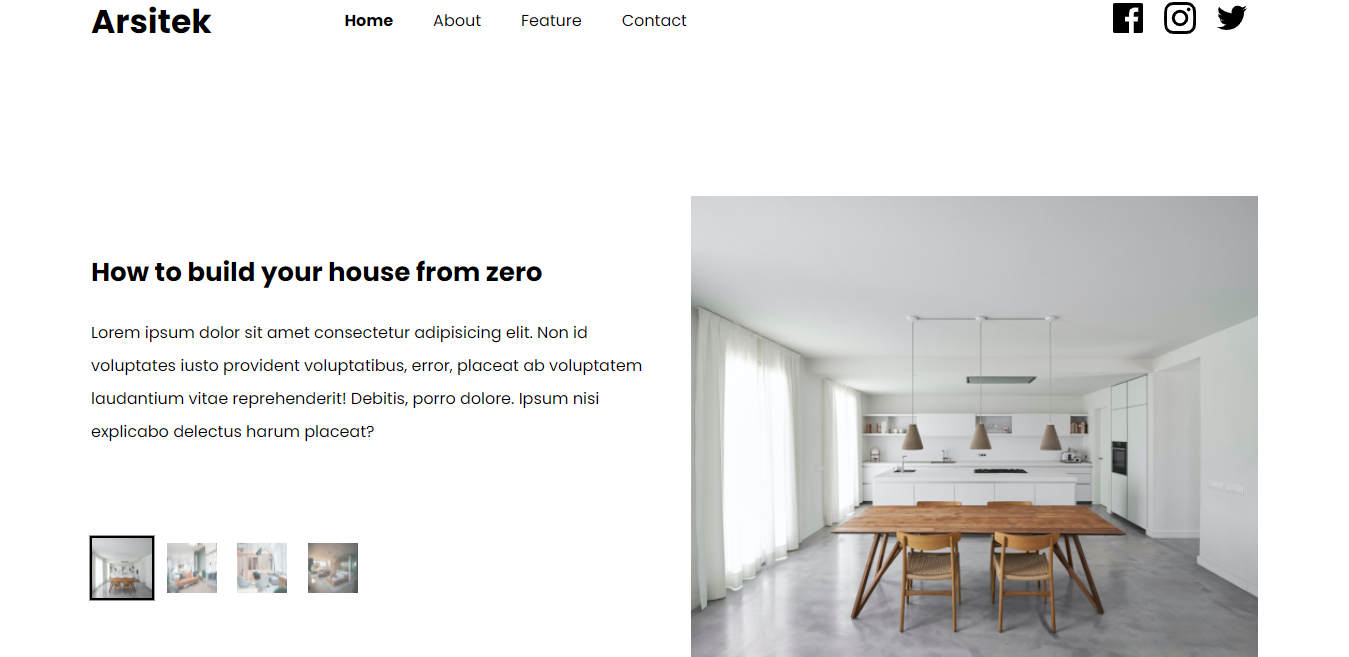 Arsitek
Home About Feature Contact
How to build your house from zero
Lorem ipsum dolor sit amet consectetur adipisicing elit. Non id
voluptates iusto provident voluptatibus, error, placeat ab voluptatem
laudantium vitae reprehenderit! Debitis, porro dolore. Ipsum nisi
explicabo delectus harum placeat?